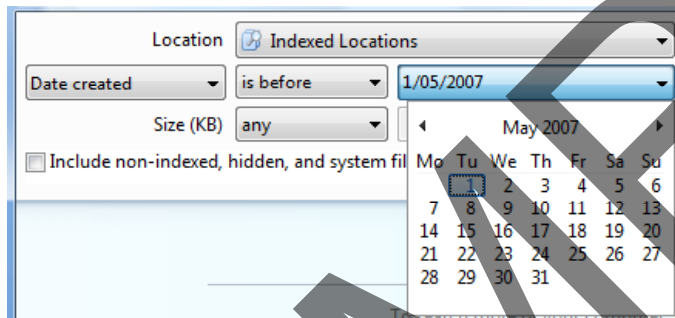 Location Indexed Locations
Date created is before 1/05/2007
Size (KB) any
May 2007
Include non-indexed, hidden, and system fil
Mo Tu We Th Fr Sa Su
1 2 3 4 5 6
7 8 9 10 11 12 13
14 15 16 17 18 19 20
21 22 23 24 25 26 27
28 29 30 31